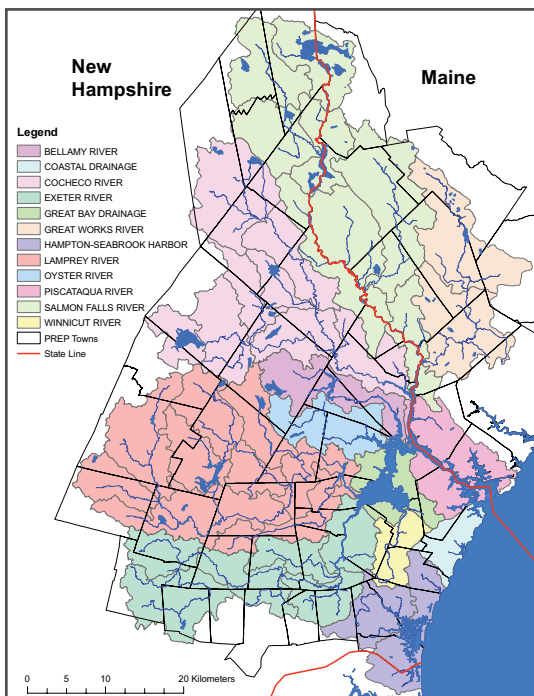 New
Hampshire
Maine
Legend
BELLAMY RIVER
COASTAL DRAINAGE
COCHECO RIVER
EXETER RIVER
GREAT BAY DRAINAGE
GREAT WORKS RIVER
HAMPTON-SEABROOK HARBOR
LAMPREY RIVER
OYSTER RIVER
PISCATAQUA RIVER
SALMON FALLS RIVER
WINNICUT RIVER
PREP Towns
State Line
0 5 10 20 Kilometers